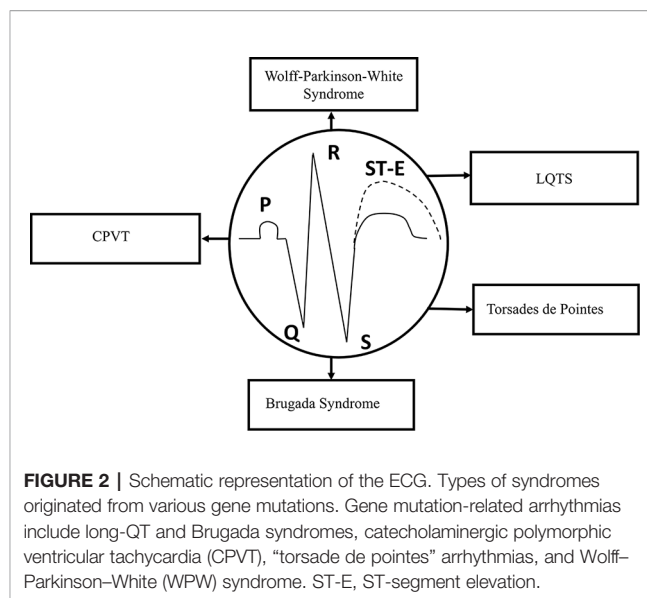 Wolff-Parkinson-White
Syndrome
R
ST-E
P
LQTS
CPVT
Torsades de Pointes
Q
S
Brugada Syndrome
FIGURE 2 | Schematic representation of the ECG. Types of syndromes
originated from various gene mutations. Gene mutation-related arrhythmias
include long-QT and Brugada syndromes, catecholaminergic polymorphic
ventricular tachycardia (CPVT), “torsade de pointes” arrhythmias, and Wolff–
Parkinson–White (WPW) syndrome. ST-E, ST-segment elevation.